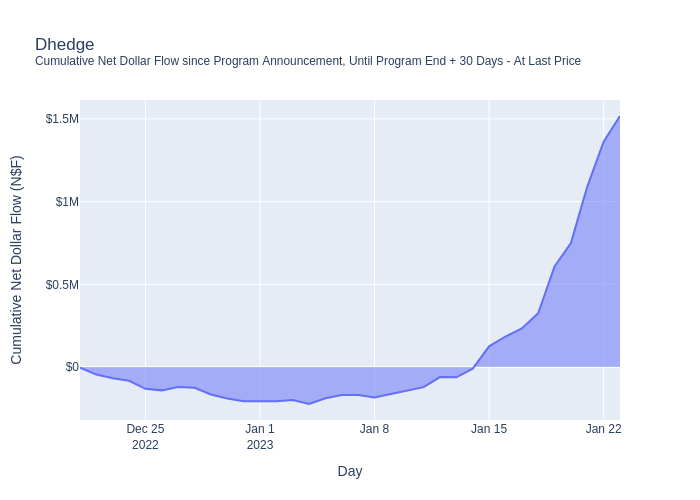 Dhedge
Cumulative Net Dollar Flow since Program Announcement, Until Program End + 30 Days - At Last Price
$1.5M
$1M
$0.5M
$0
Cumulative Net Dollar Flow (N$F)
Dec 25
2022
Jan 1
2023
Jan 8
Jan 15
Jan 22
Day